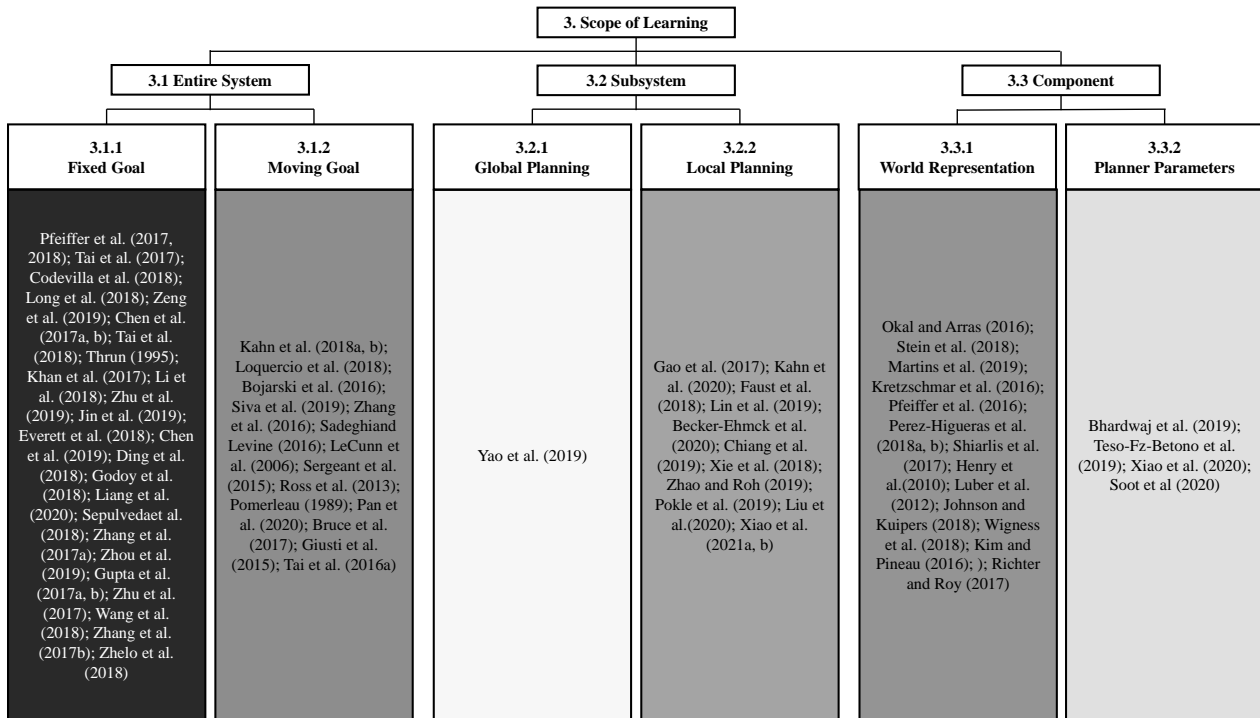 3. Scope of Learning
3.1 Entire System
3.2 Subsystem
3.3 Component
3.1.1
Fixed Goal
3.1.2
Moving Goal
3.2.1
Global Planning
3.2.2
Local Planning
3.3.1
World Representation
3.3.2
Planner Parameters
Pfeiffer et al. (2017,
2018); Tai et al. (2017);
Codevilla et al. (2018);
Long et al. (2018); Zeng
et al. (2019); Chen et al.
(2017a, b); Tai et al.
(2018); Thrun (1995);
Khan et al. (2017); Li et
al. (2018); Zhu et al.
(2019); Jin et al. (2019);
Everett et al. (2018); Chen
et al. (2019); Ding et al.
(2018); Godoy et al.
(2018); Liang et al.
(2020); Sepulvedaet al.
(2018); Zhang et al.
(2017a); Zhou et al.
(2019); Gupta et al.
(2017a, b); Zhu et al.
(2017); Wang et al.
(2018); Zhang et al.
(2017b); Zhelo et al.
(2018)
Kahn et al. (2018a, b);
Loquercio et al. (2018);
Bojarski et al. (2016);
Siva et al. (2019); Zhang
et al. (2016); Sadeghiand
Levine (2016); LeCunn et
al. (2006); Sergeant et al.
(2015); Ross et al. (2013);
Pomerleau (1989); Pan et
al. (2020); Bruce et al.
(2017); Giusti et al.
(2015); Tai et al. (2016a)
Yao et al. (2019)
Gao et al. (2017); Kahn et
al. (2020); Faust et al.
(2018); Lin et al. (2019);
Becker-Ehmck et al.
(2020); Chiang et al.
(2019); Xie et al. (2018);
Zhao and Roh (2019);
Pokle et al. (2019); Liu et
al.(2020); Xiao et al.
(2021a, b)
Okal and Arras (2016);
Stein et al. (2018);
Martins et al. (2019);
Kretzschmar et al. (2016);
Pfeiffer et al. (2016);
Perez-Higueras et al.
(2018a, b); Shiarlis et al.
(2017); Henry et
al.(2010); Luber et al.
(2012); Johnson and
Kuipers (2018); Wigness
et al. (2018); Kim and
Pineau (2016); ); Richter
and Roy (2017)
Bhardwaj et al. (2019);
Teso-Fz-Betono et al.
(2019); Xiao et al. (2020);
Soot et al (2020)